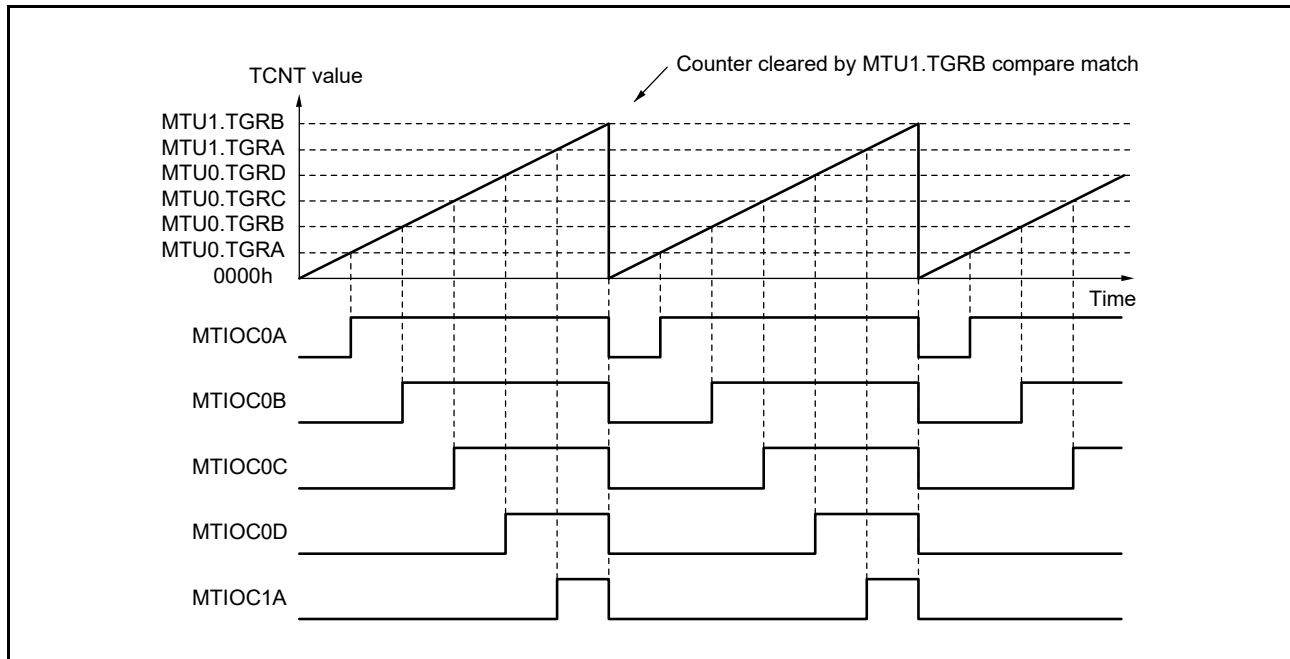 Counter cleared by MTU1.TGRB compare match
TCNT value
MTU1.TGRB
MTU1.TGRA
MTU0.TGRD
MTU0.TGRC
MTU0.TGRB
MTU0.TGRA
0000h
Time
MTIOC0A
MTIOC0B
MTIOC0C
MTIOC0D
MTIOC1A